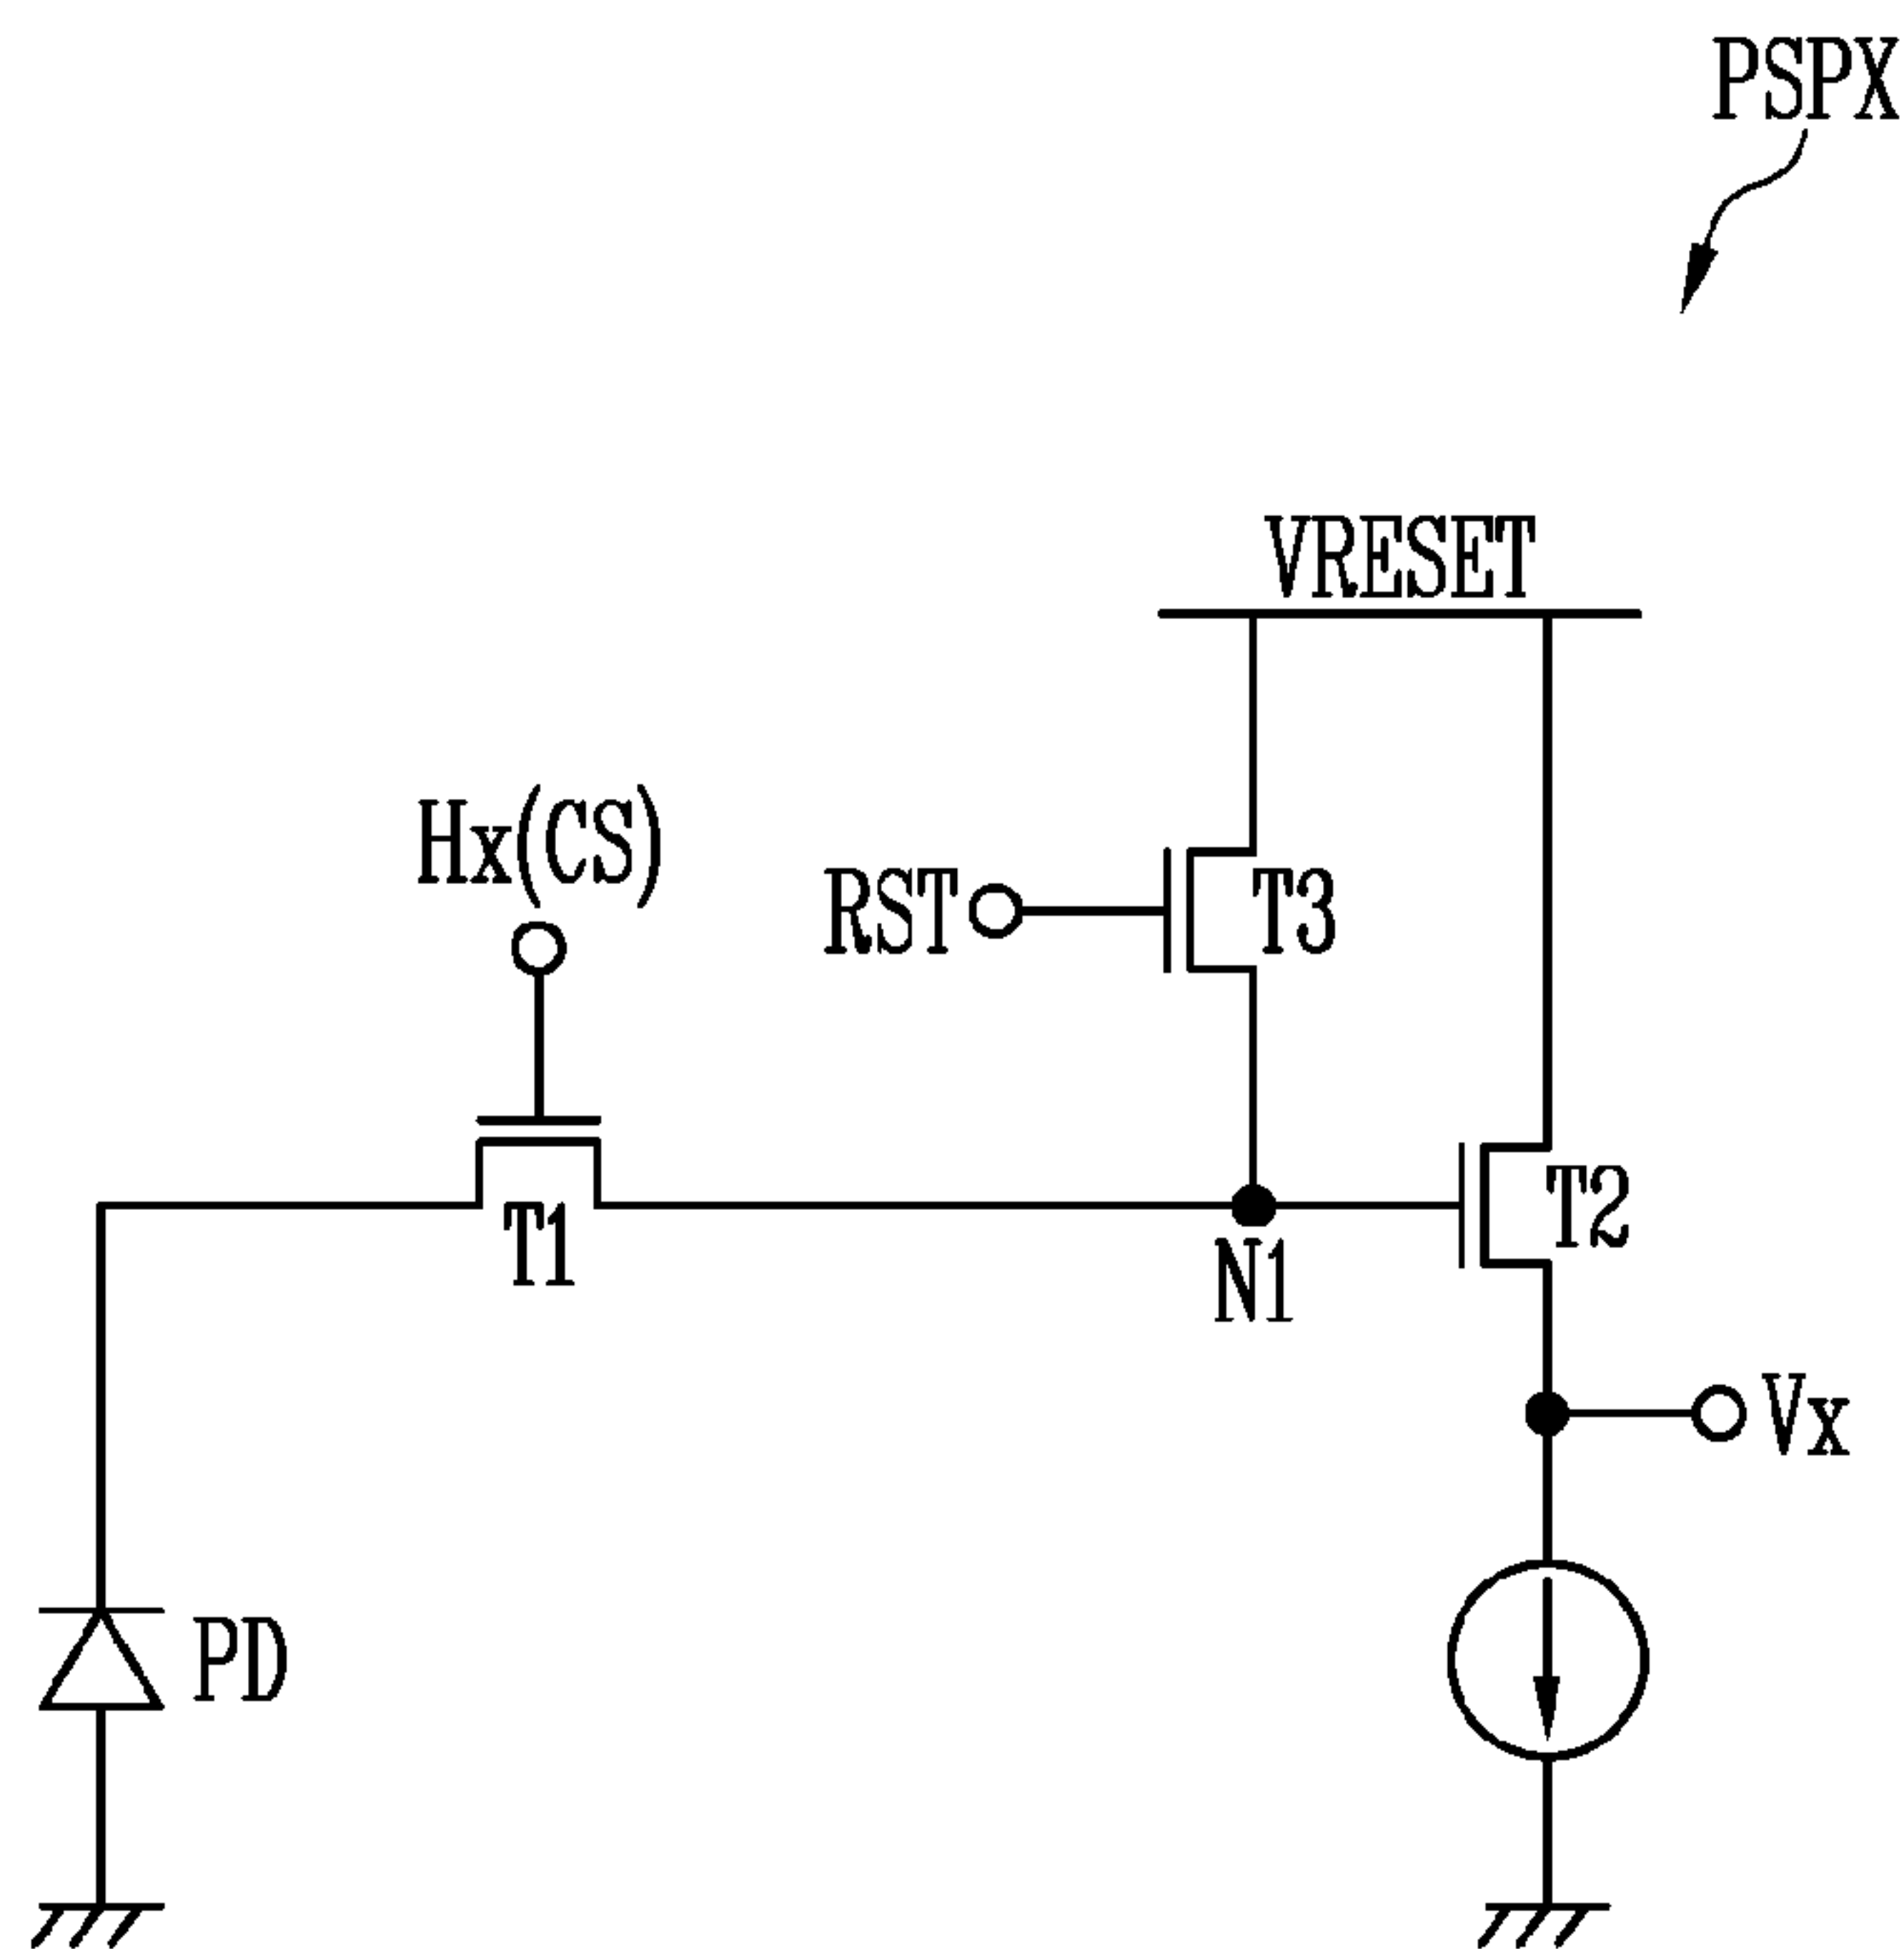 PSPX
VRESET
Hx(CS)
RST
T3
T1
T2
N1
Vx
PD